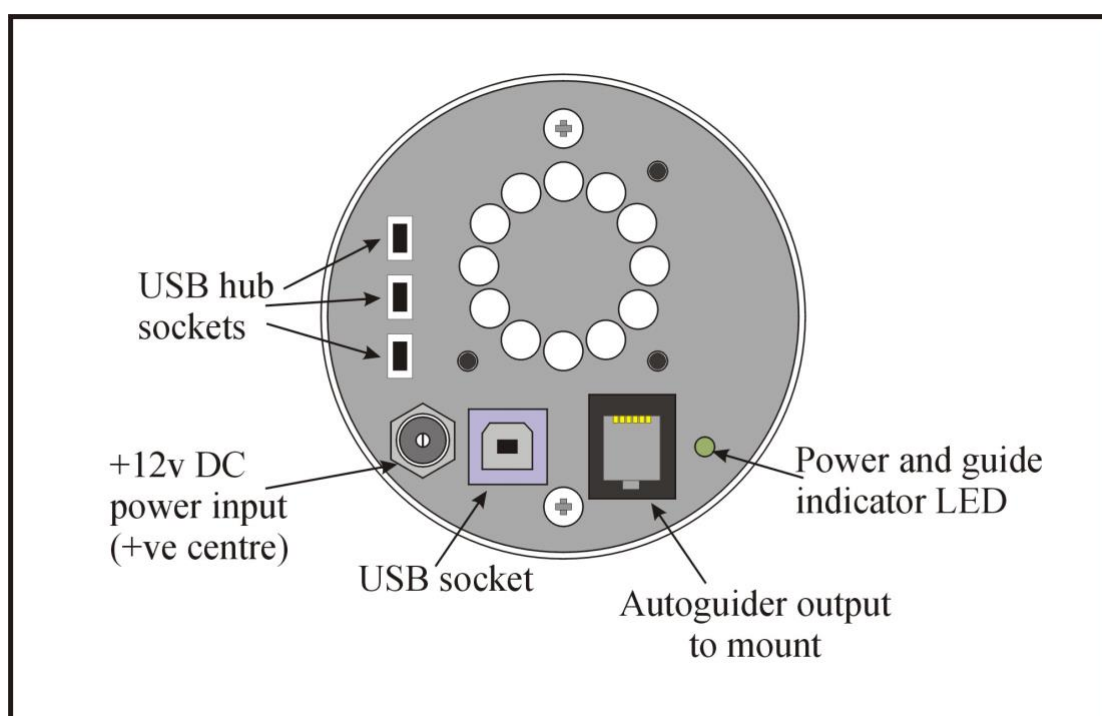 USB hub
sockets
+12v DC
power input
(+ve centre)
USB socket
Autoguider output
to mount
Power and guide
indicator LED